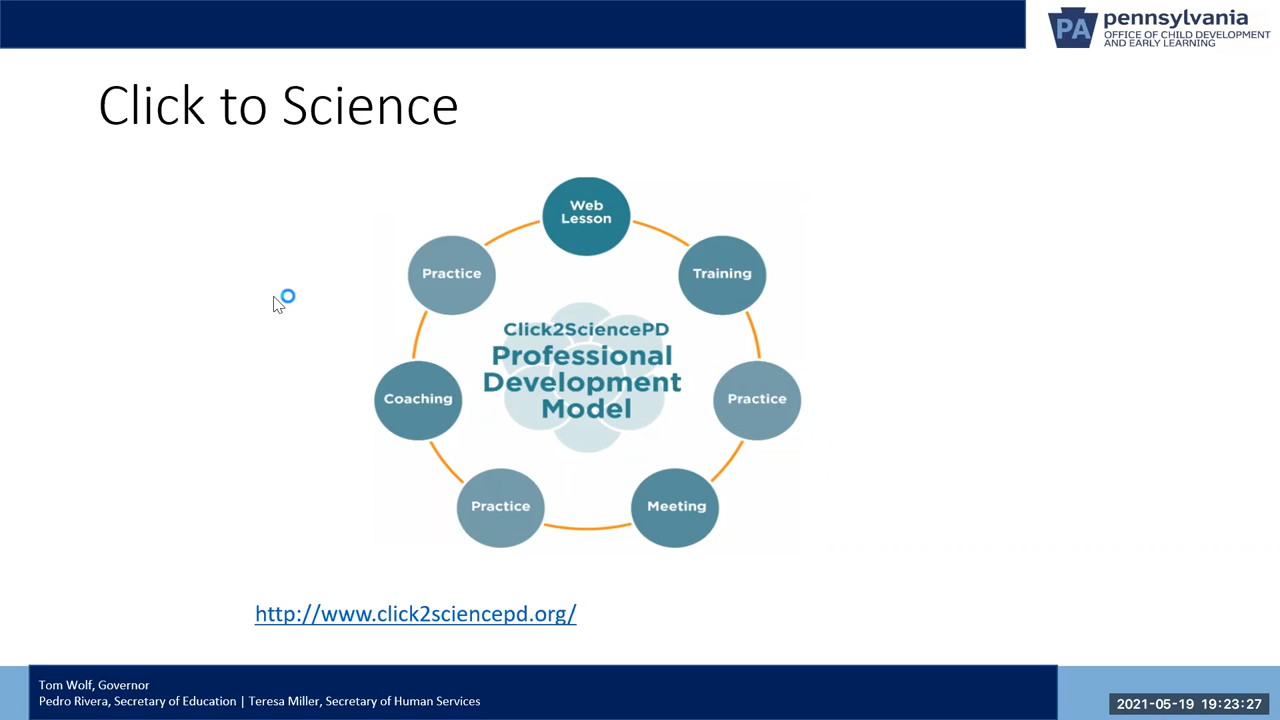 PA
pennsylvania
OFFICE OF CHILD DEVELOPMENT
AND EARLY LEARNING
Click to Science
Web
Lesson
Training
Practice
Meeting
Practice
Coaching
Practice
Click2SciencePD
Professional
Development
Model
http://www.click2sciencepd.org/
Tom Wolf, Governor
Pedro Rivera, Secretary of Education | Teresa Miller, Secretary of Human Services
2021-05-19 19:23:27